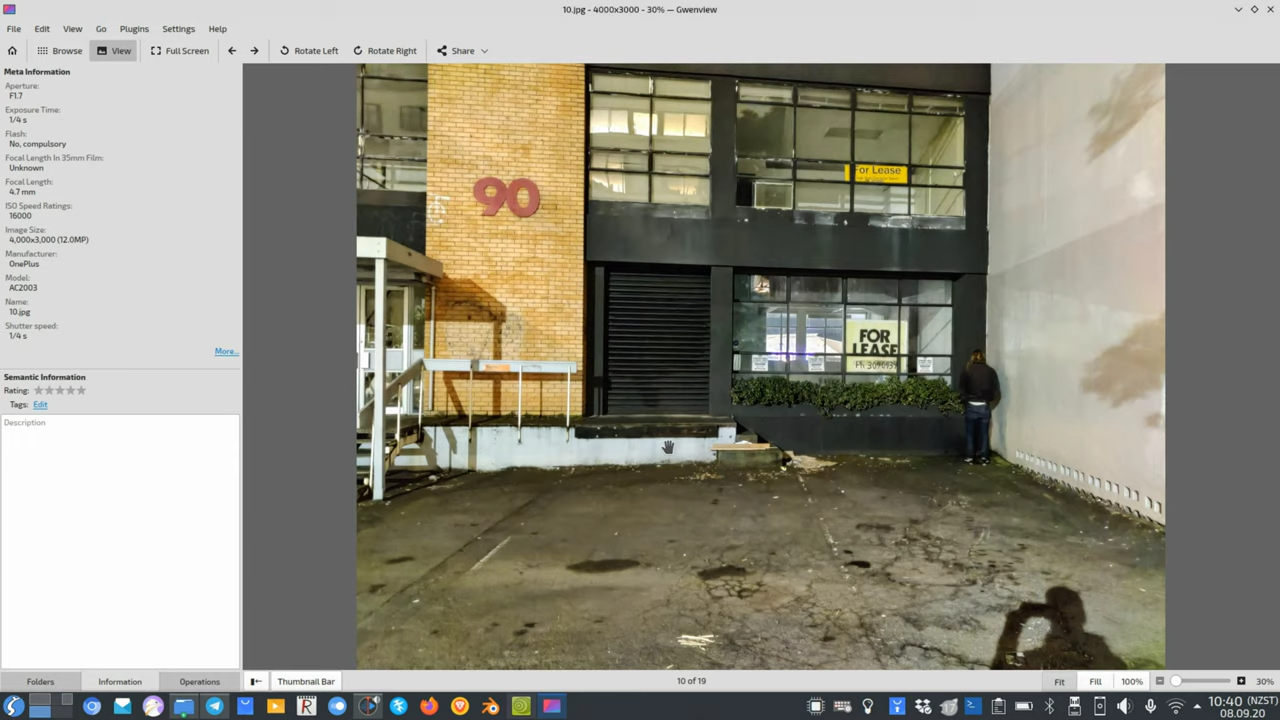 10.jpg - 4000x3000 - 30% — Gwenview
File Edit View Go Plugins Settings Help
Browse View Full Screen Rotate Left Rotate Right Share
Meta Information
Aperture:
F1.7
Exposure Time:
1/4 s
Flash:
No, compulsory
Focal Length In 35mm Film:
Unknown
Focal Length:
4.7 mm
ISO Speed Ratings:
16000
Image Size:
4,000x3,000 (12.0MP)
Manufacturer:
OnePlus
Model:
AC2003
Name:
10.jpg
Shutter speed:
1/4 s
More...
Semantic Information
Rating:
Tags: Edit
Description
90
For Lease
FOR
LEASE
Folders Information Operations Thumbnail Bar 10 of 19 Fit Fill 100% 30%
10:40 (NZST)
08.09.20